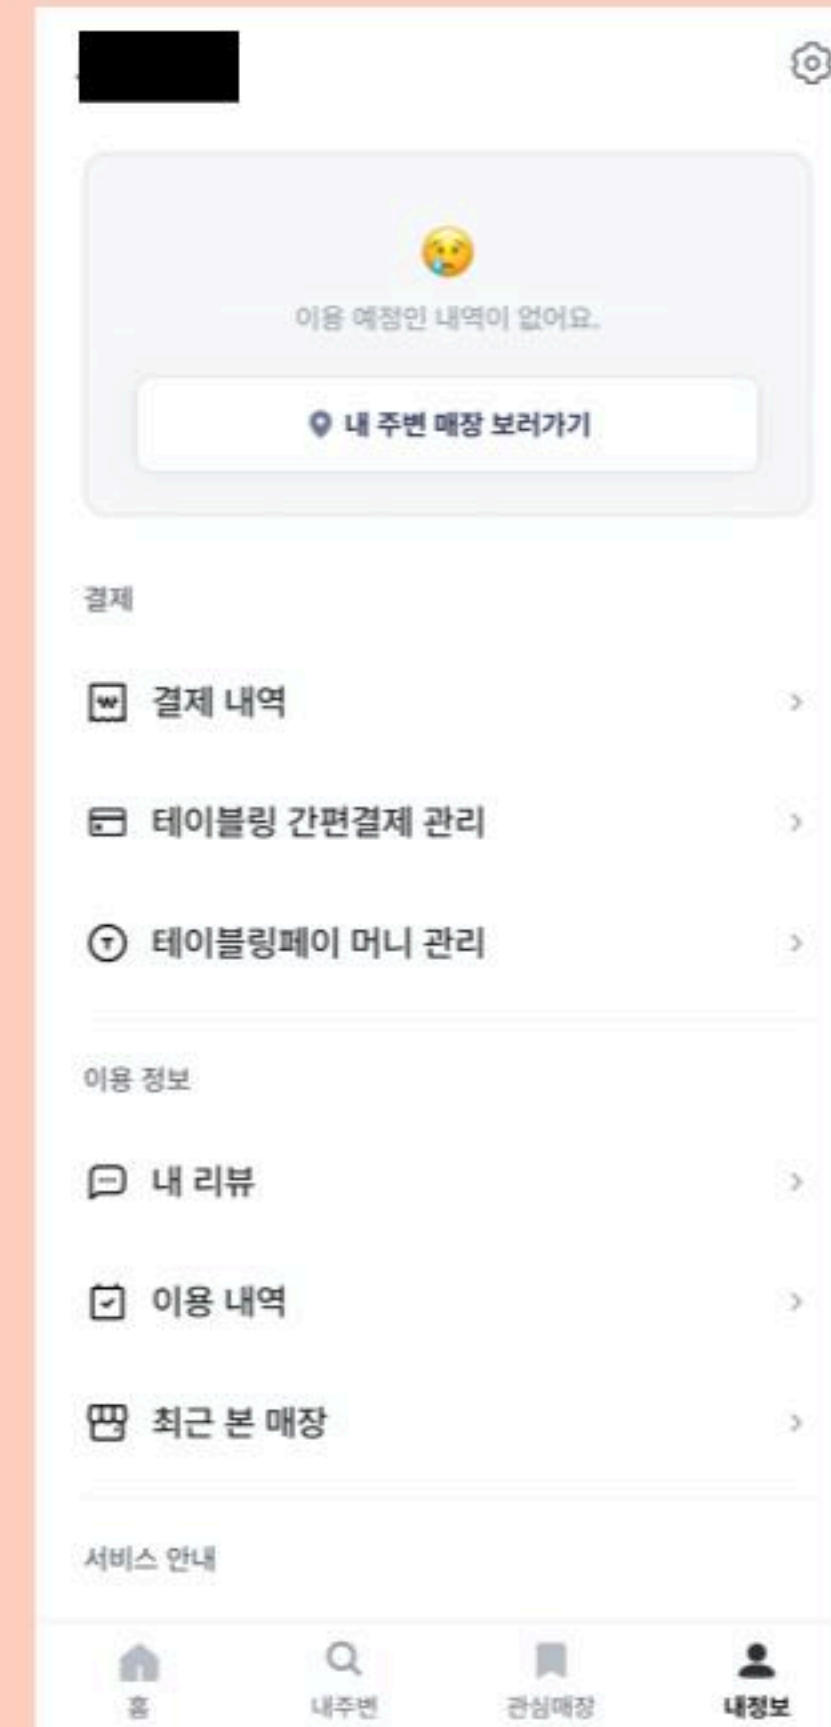 이용 예정인 내역이 없어요.
내 주변 매장 보러가기
결제
결제 내역
테이블링 간편결제 관리
테이블링페이 머니 관리
이용 정보
내 리뷰
이용 내역
최근 본 매장
서비스 안내
홈
내주변
관심매장
내정보